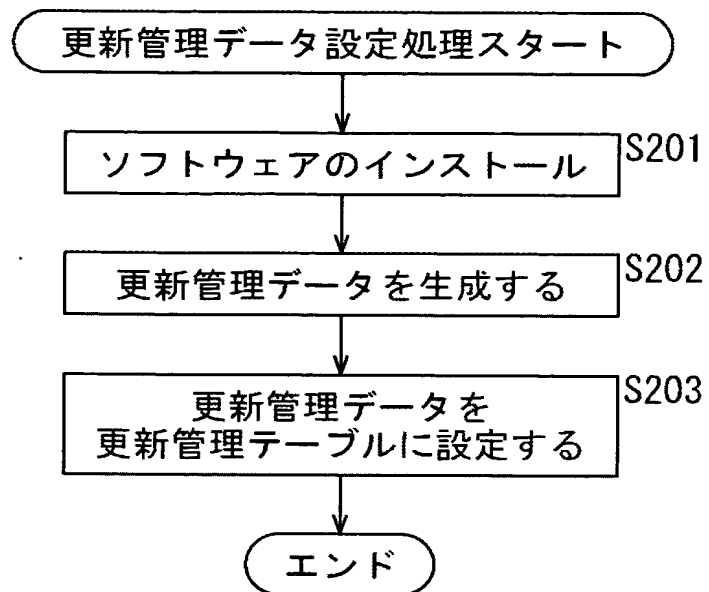 更新管理データ設定処理スタート
ソフトウェアのインストール
S201
更新管理データを生成する
S202
更新管理データを
更新管理テーブルに設定する
S203
エンド